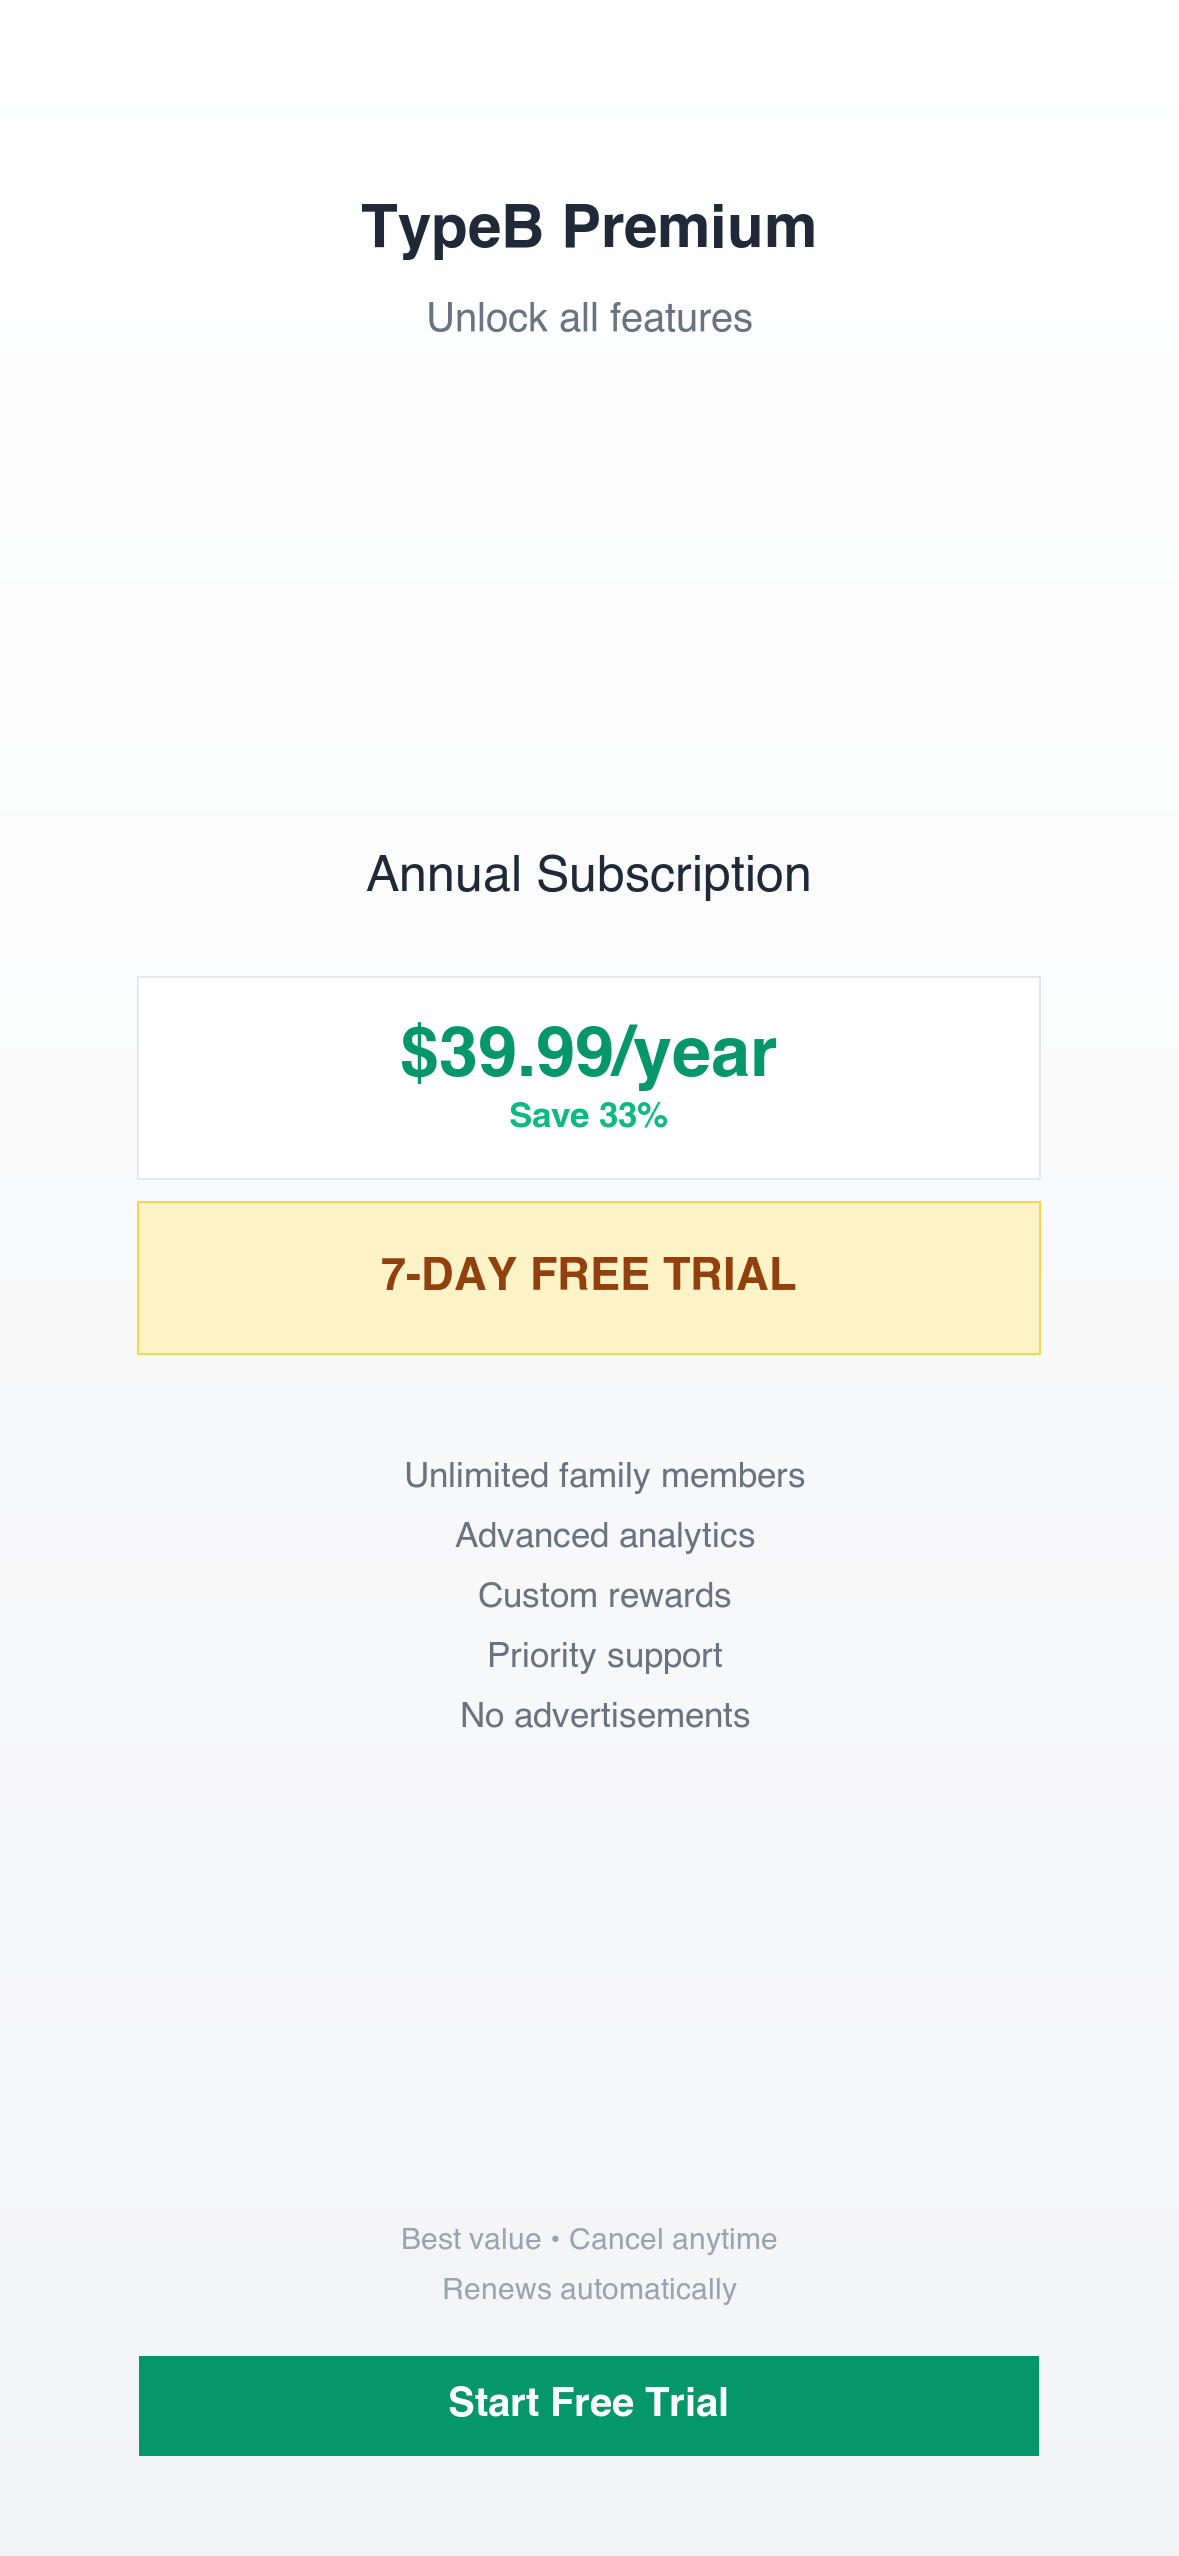 TypeB Premium
Unlock all features
Annual Subscription
$39.99/year
Save 33%
7-DAY FREE TRIAL
Unlimited family members
Advanced analytics
Custom rewards
Priority support
No advertisements
Best value • Cancel anytime
Renews automatically
Start Free Trial